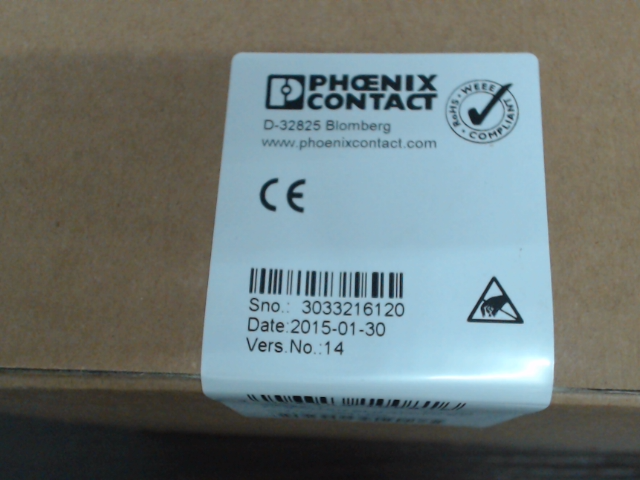 PHŒNIX
CONTACT
D-32825 Blomberg
www.phoenixcontact.com
RoHS · WEEE · COMPLIANT
CE
Sno.: 3033216120
Date:2015-01-30
Vers.No.:14